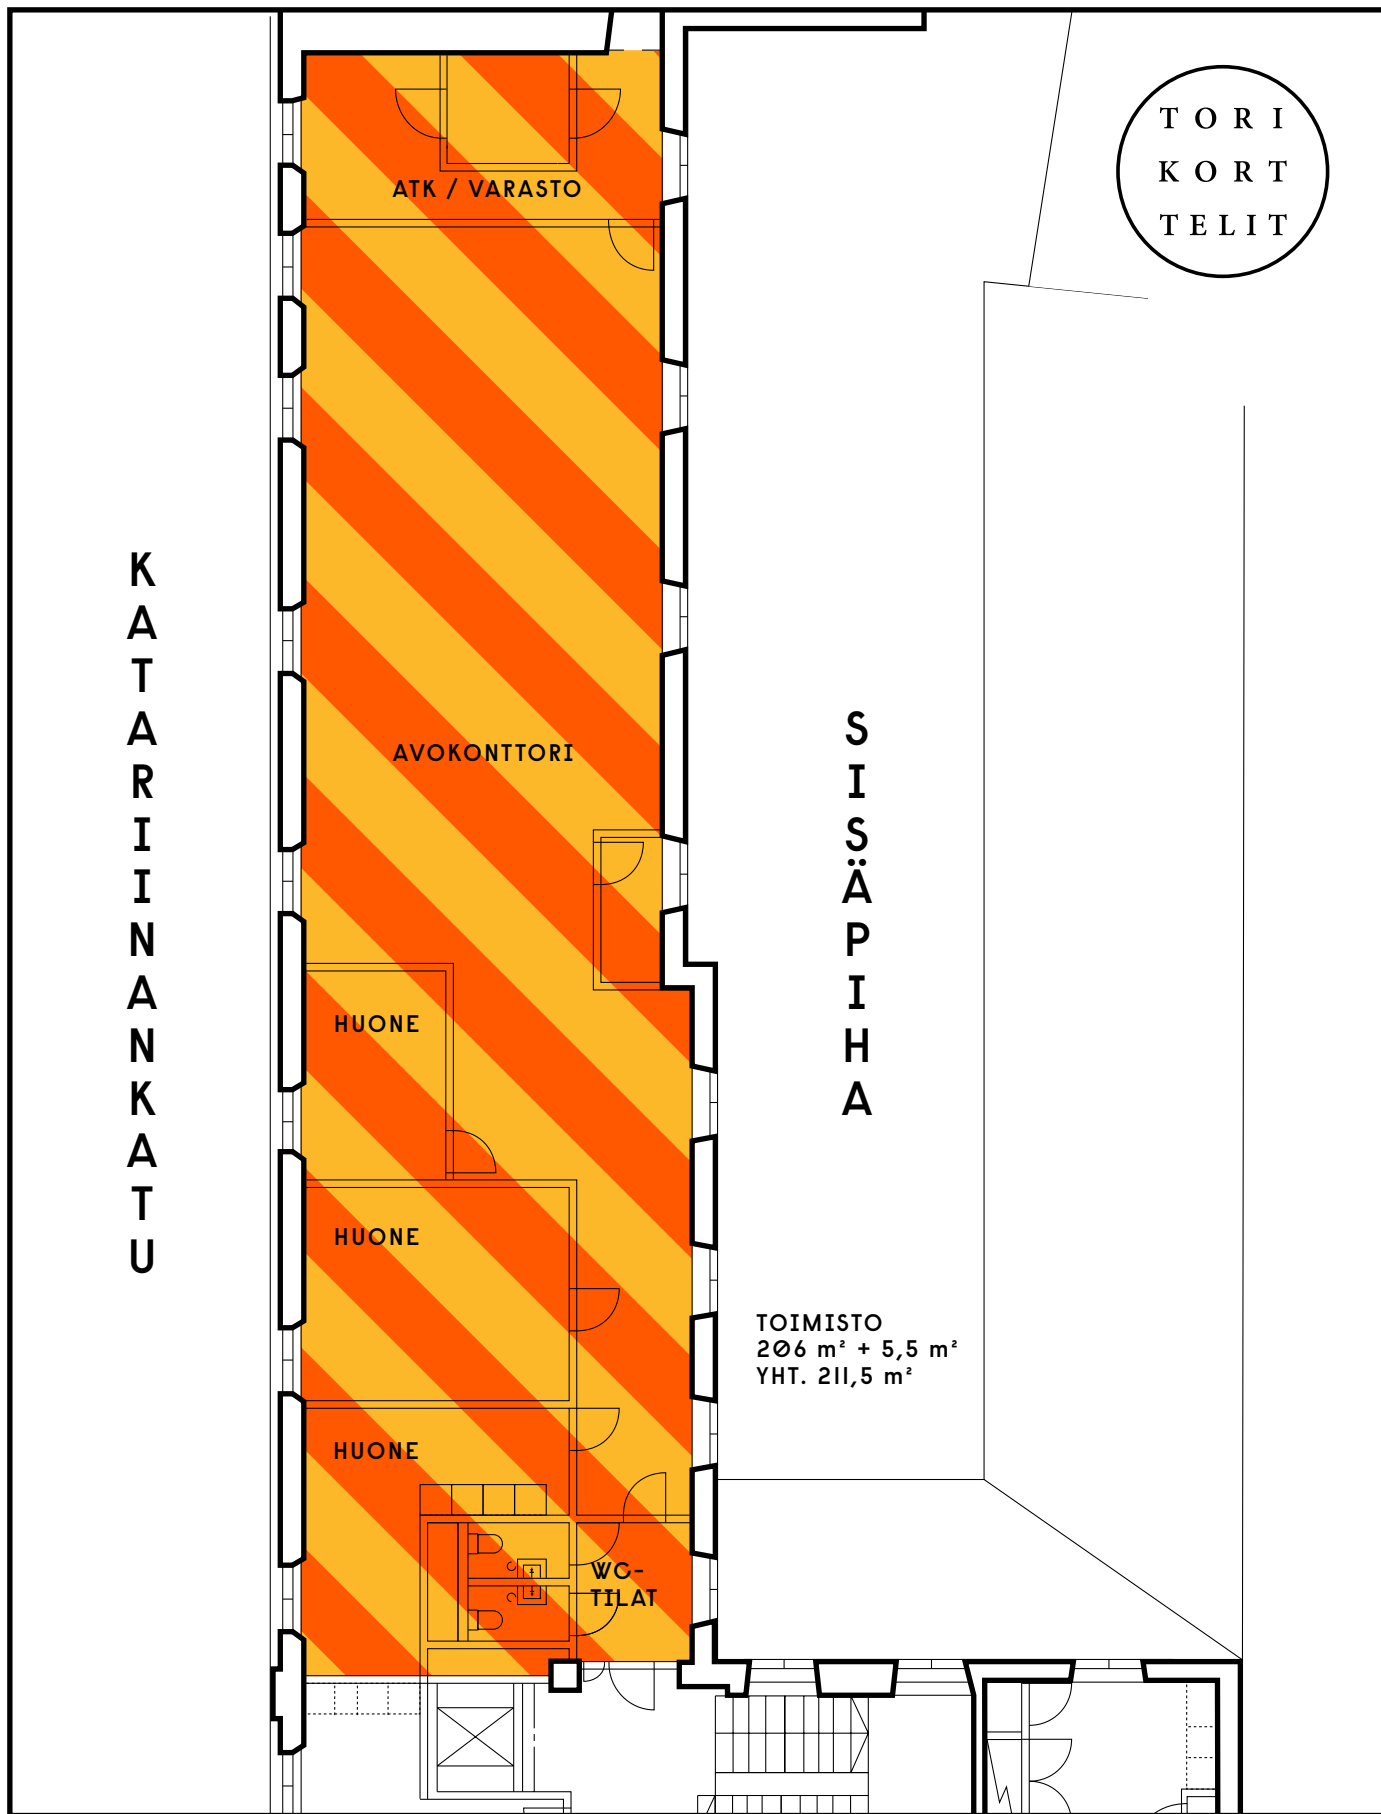 TORI
KORT
TELIT
ATK / VARASTO
KATARIINANKATU
AVOKONTTORI
SISÄPIHA
HUONE
HUONE
TOIMISTO
206 m² + 5,5 m²
YHT. 211,5 m²
HUONE
WC-
TILAT